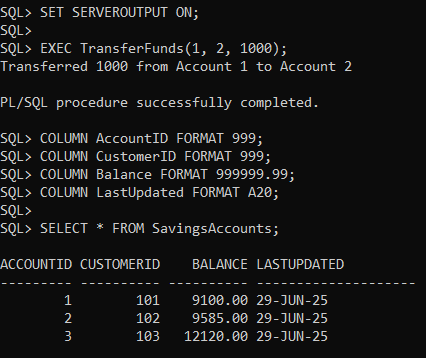 SQL> SET SERVEROUTPUT ON;
SQL>
SQL> EXEC TransferFunds(1, 2, 1000);
Transferred 1000 from Account 1 to Account 2

PL/SQL procedure successfully completed.

SQL> COLUMN AccountID FORMAT 999;
SQL> COLUMN CustomerID FORMAT 999;
SQL> COLUMN Balance FORMAT 999999.99;
SQL> COLUMN LastUpdated FORMAT A20;
SQL>
SQL> SELECT * FROM SavingsAccounts;

ACCOUNTID CUSTOMERID    BALANCE LASTUPDATED
--------- ---------- ---------- --------------------
        1        101    9100.00 29-JUN-25
        2        102    9585.00 29-JUN-25
        3        103   12120.00 29-JUN-25